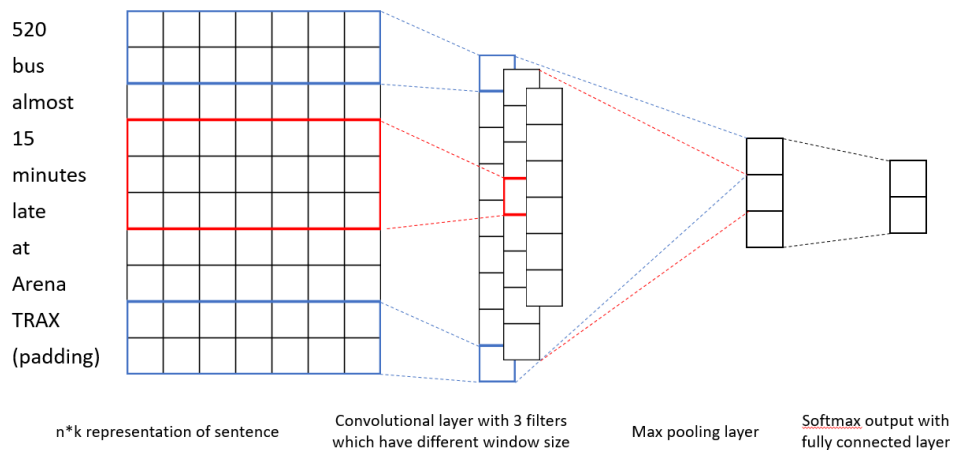 520
bus
almost
15
minutes
late
at
Arena
TRAX
(padding)
n*k representation of sentence
Convolutional layer with 3 filters
which have different window size
Max pooling layer
Softmax output with
fully connected layer